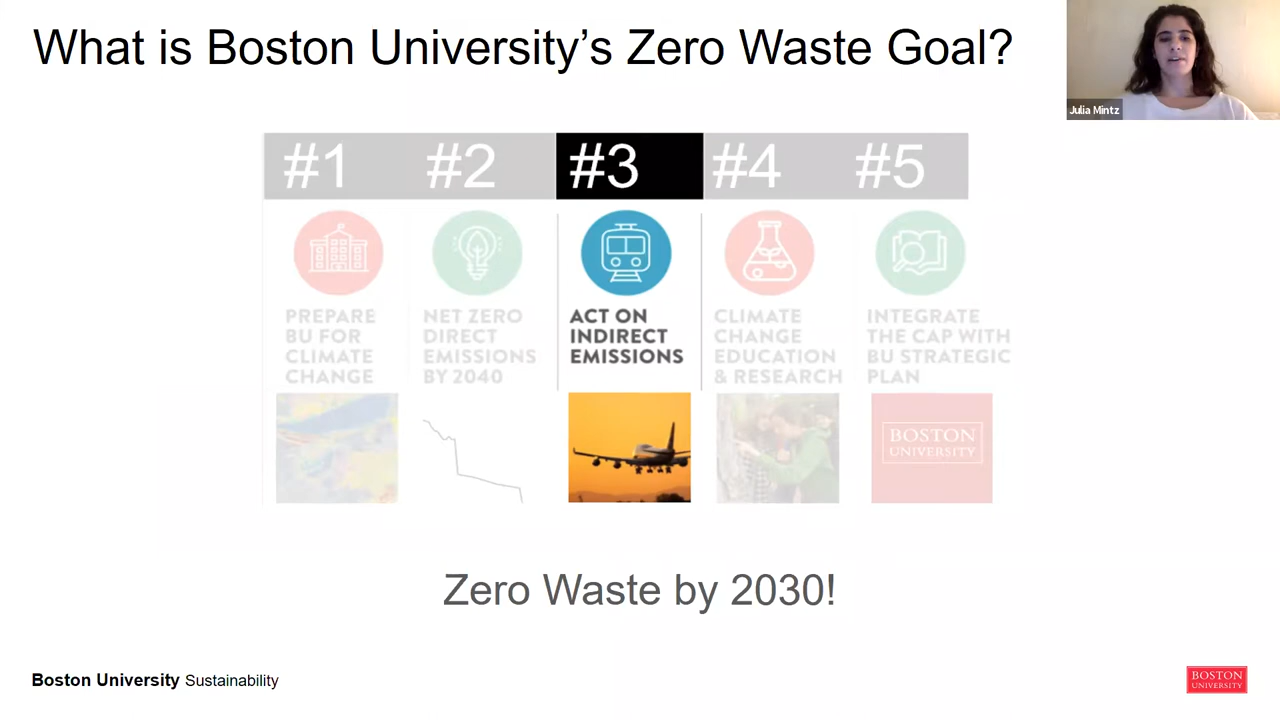 What is Boston University’s Zero Waste Goal?
Julia Mintz
#1 #2 #3 #4 #5
PREPARE
BU FOR
CLIMATE
CHANGE
NET ZERO
DIRECT
EMISSIONS
BY 2040
ACT ON
INDIRECT
EMISSIONS
CLIMATE
CHANGE
EDUCATION
& RESEARCH
INTEGRATE
THE CAP WITH
BU STRATEGIC
PLAN
BOSTON
UNIVERSITY
Zero Waste by 2030!
Boston University Sustainability
BOSTON
UNIVERSITY